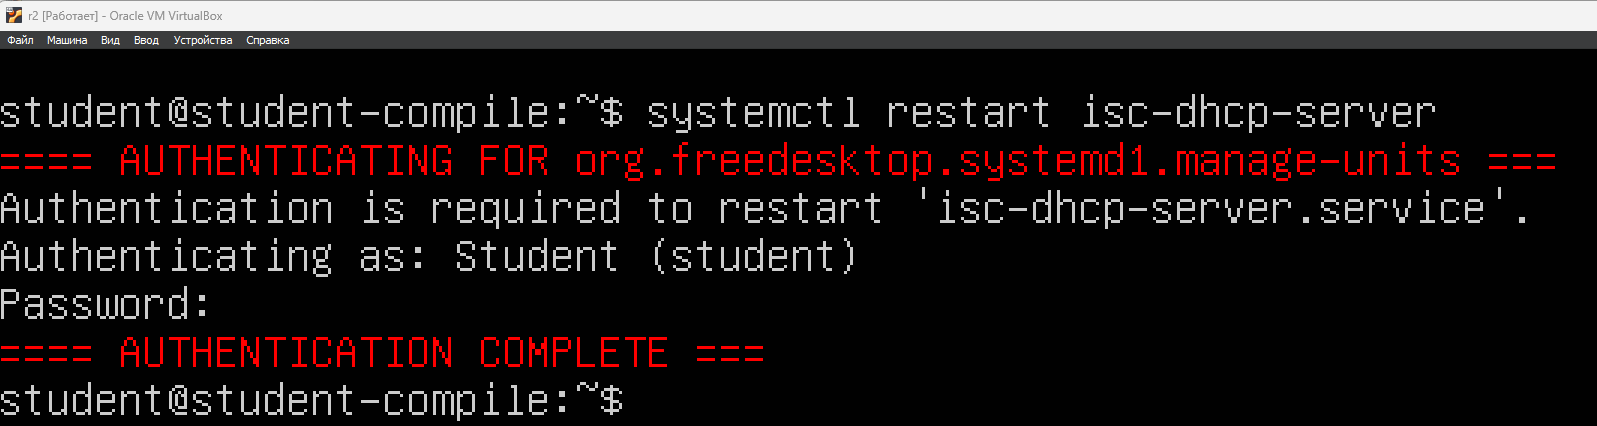 r2 [Работает] - Oracle VM VirtualBox
Файл Машина Вид Ввод Устройства Справка
student@student-compile:~$ systemctl restart isc-dhcp-server
==== AUTHENTICATING FOR org.freedesktop.systemd1.manage-units ===
Authentication is required to restart 'isc-dhcp-server.service'.
Authenticating as: Student (student)
Password:
==== AUTHENTICATION COMPLETE ===
student@student-compile:~$